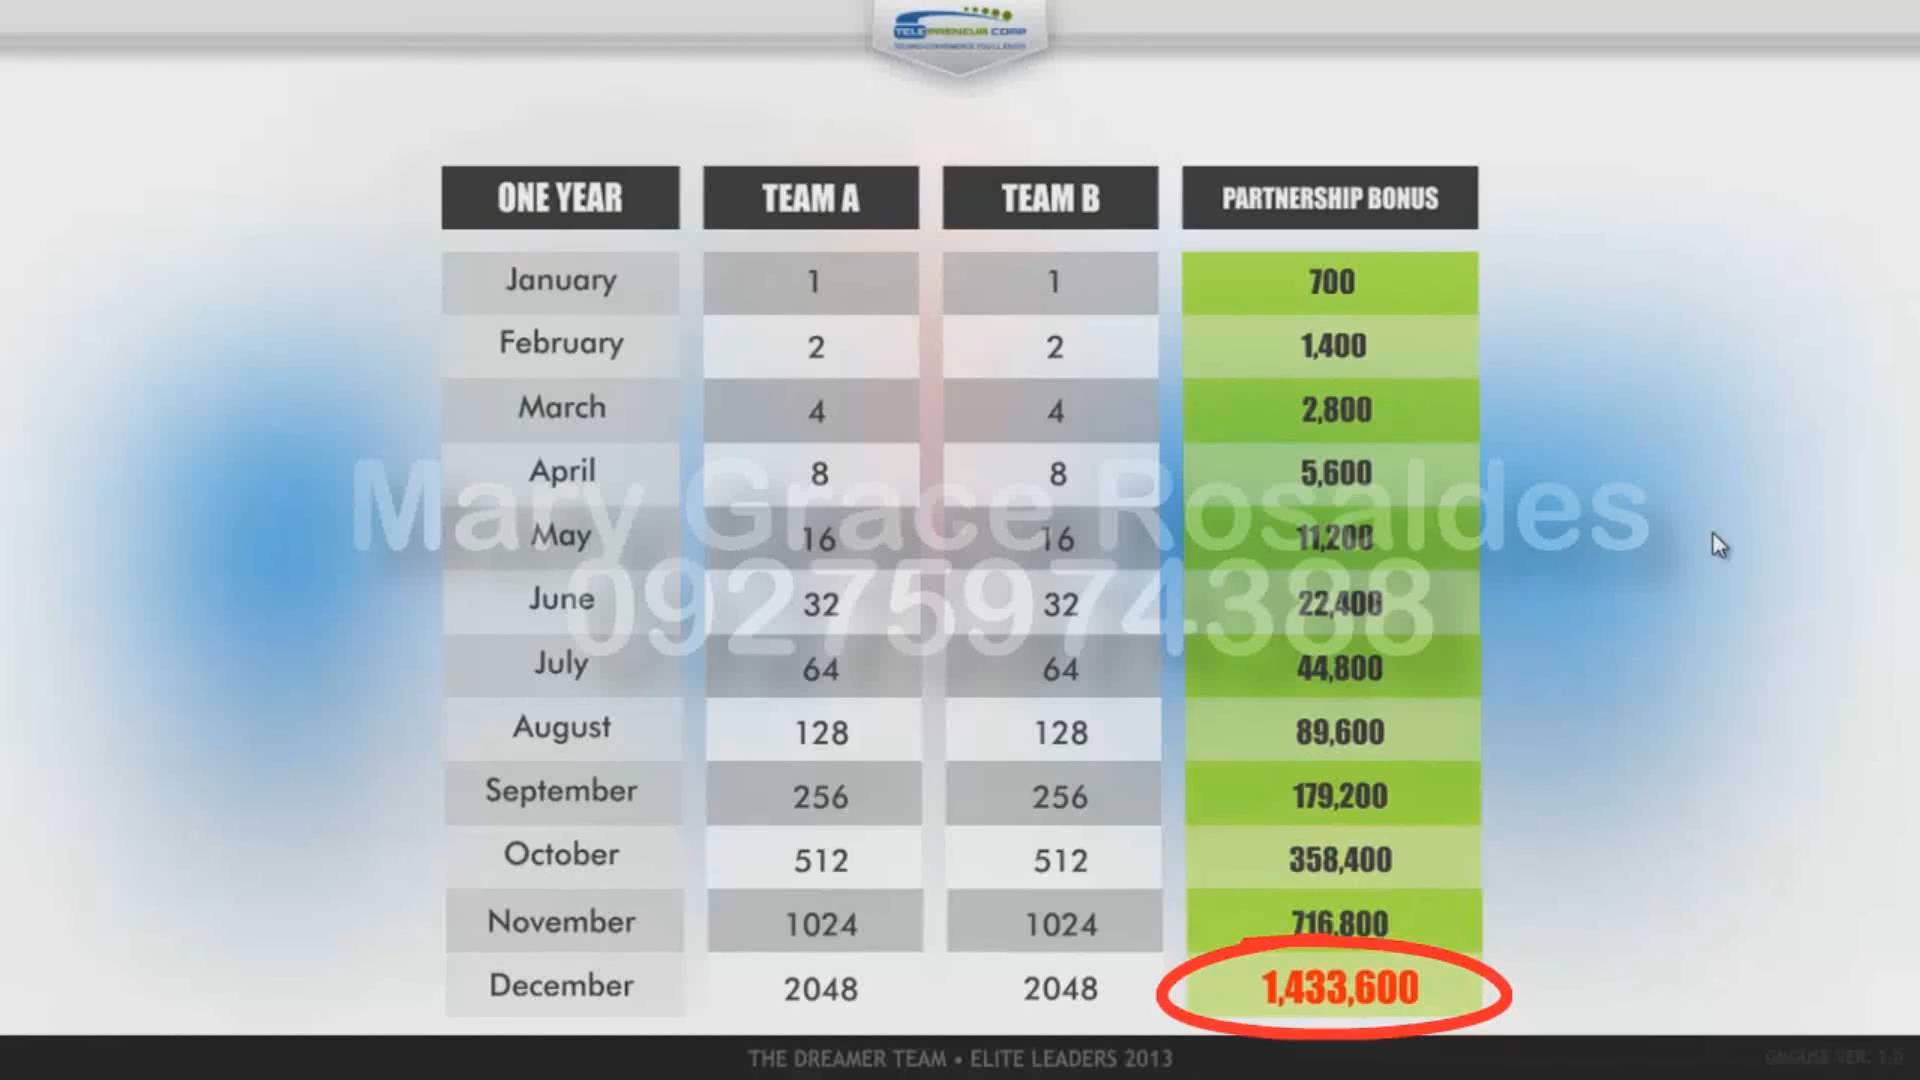 TELEPRENEUR CORP
ONE YEAR TEAM A TEAM B PARTNERSHIP BONUS
January 1 1 700
February 2 2 1,400
March 4 4 2,800
April 8 8 5,600
Mary Grace Rosaldes
May 16 16 11,200
June 32 32 22,400
09275974388
July 64 64 44,800
August 128 128 89,600
September 256 256 179,200
October 512 512 358,400
November 1024 1024 716,800
December 2048 2048 1,433,600
THE DREAMER TEAM • ELITE LEADERS 2013
VER. 1.0